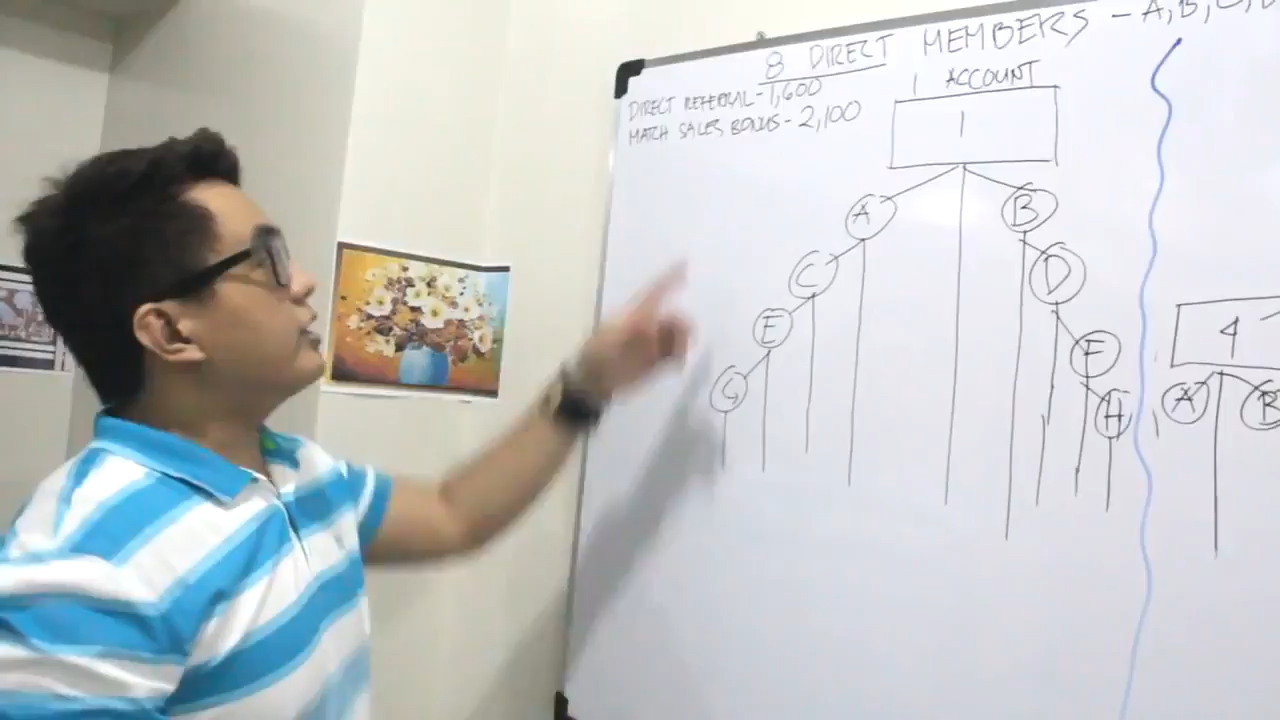 8 DIRECT MEMBERS - A, B, C, D
1 ACCOUNT
DIRECT REFERRAL - 1,600
MATCH SALES BONUS - 2,100
1
A B
C D
E F
G H
4
A B